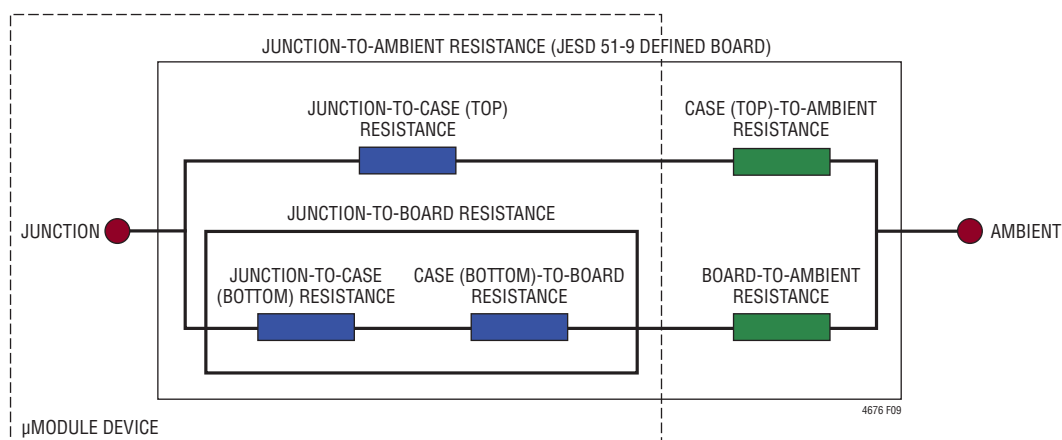 JUNCTION-TO-AMBIENT RESISTANCE (JESD 51-9 DEFINED BOARD)
JUNCTION-TO-CASE (TOP)
RESISTANCE
CASE (TOP)-TO-AMBIENT
RESISTANCE
JUNCTION
JUNCTION-TO-BOARD RESISTANCE
AMBIENT
JUNCTION-TO-CASE
(BOTTOM) RESISTANCE
CASE (BOTTOM)-TO-BOARD
RESISTANCE
BOARD-TO-AMBIENT
RESISTANCE
4676 F09
µMODULE DEVICE